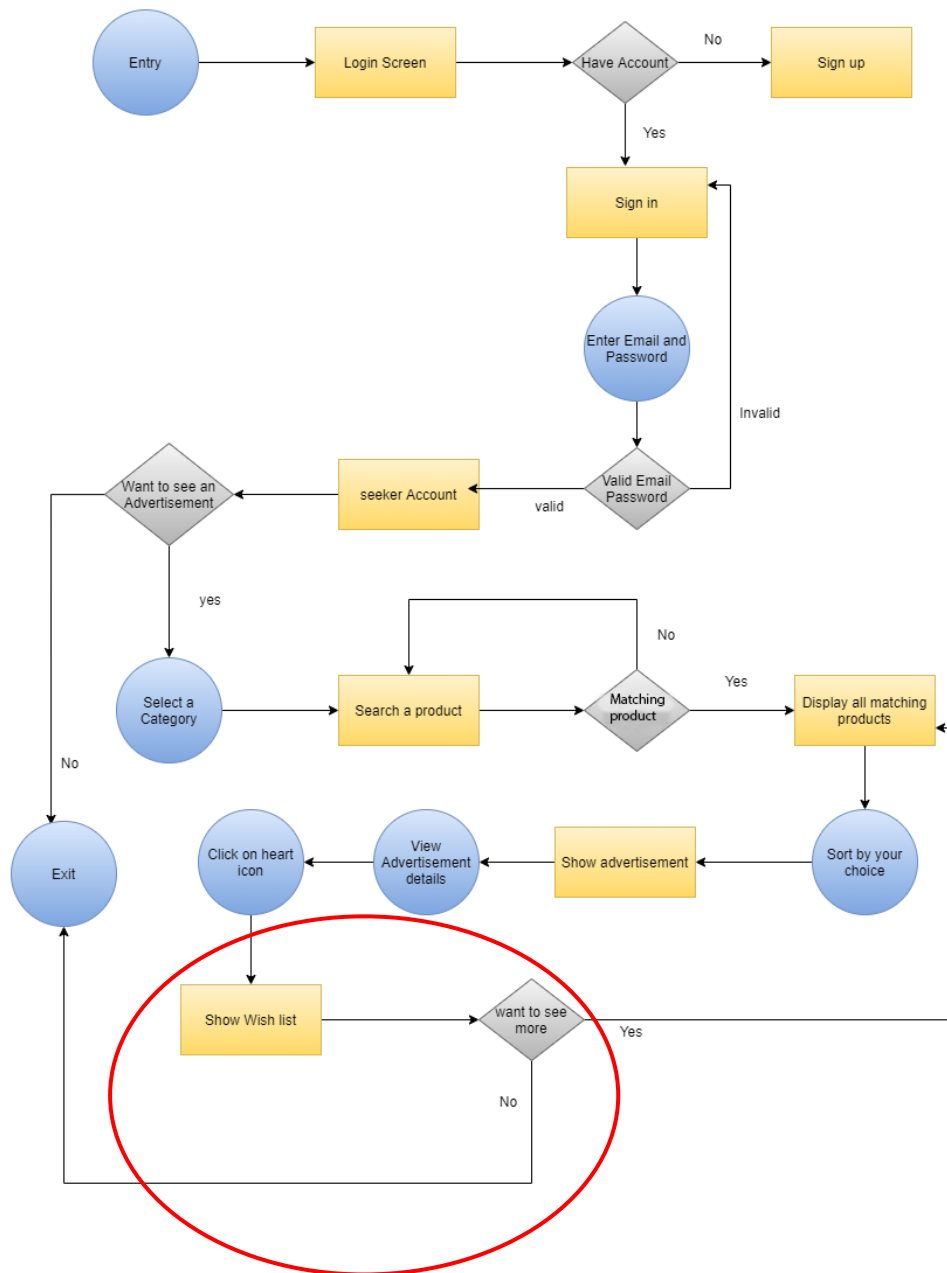 Entry
Login Screen
Have Account
No
Sign up
Yes
Sign in
Enter Email and
Password
Invalid
Valid Email
Password
valid
seeker Account
Want to see an
Advertisement
yes
No
Select a
Category
Search a product
No
Matching
product
Yes
Display all matching
products
Sort by your
choice
Show advertisement
View
Advertisement
details
Click on heart
icon
Exit
Show Wish list
want to see
more
Yes
No